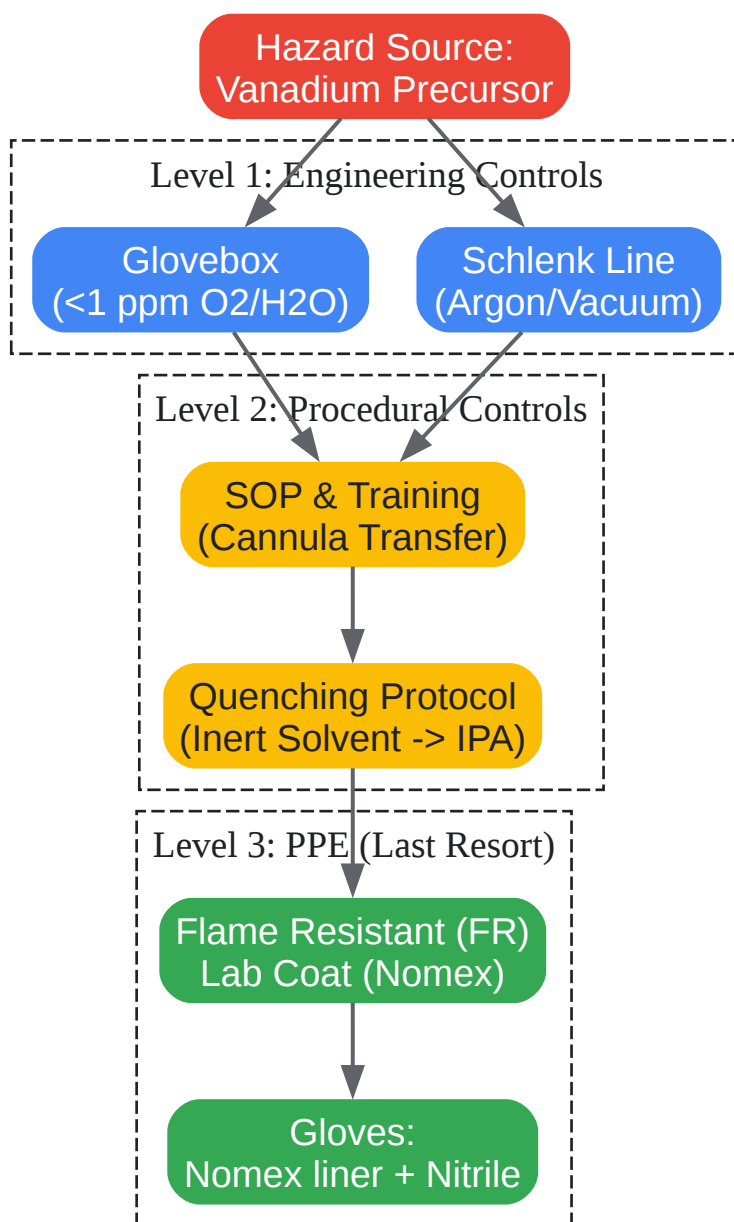 Hazard Source:
Vanadium Precursor
Level 1: Engineering Controls
Glovebox
(<1 ppm O2/H2O)
Schlenk Line
(Argon/Vacuum)
Level 2: Procedural Controls
SOP & Training
(Cannula Transfer)
Quenching Protocol
(Inert Solvent -> IPA)
Level 3: PPE (Last Resort)
Flame Resistant (FR)
Lab Coat (Nomex)
Gloves:
Nomex liner + Nitrile